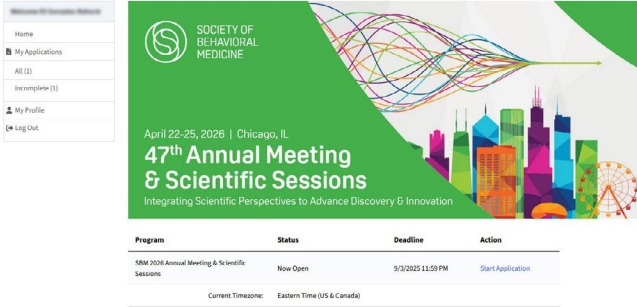 Home
My Applications
All (1)
Incomplete (1)
My Profile
Log Out
SOCIETY OF
BEHAVIORAL
MEDICINE
April 22-25, 2026 | Chicago, IL
47th Annual Meeting
& Scientific Sessions
Integrating Scientific Perspectives to Advance Discovery & Innovation
Program Status Deadline Action
SBM 2026 Annual Meeting & Scientific
Sessions
Now Open 9/3/2025 11:59 PM Start Application
Current Timezone: Eastern Time (US & Canada)